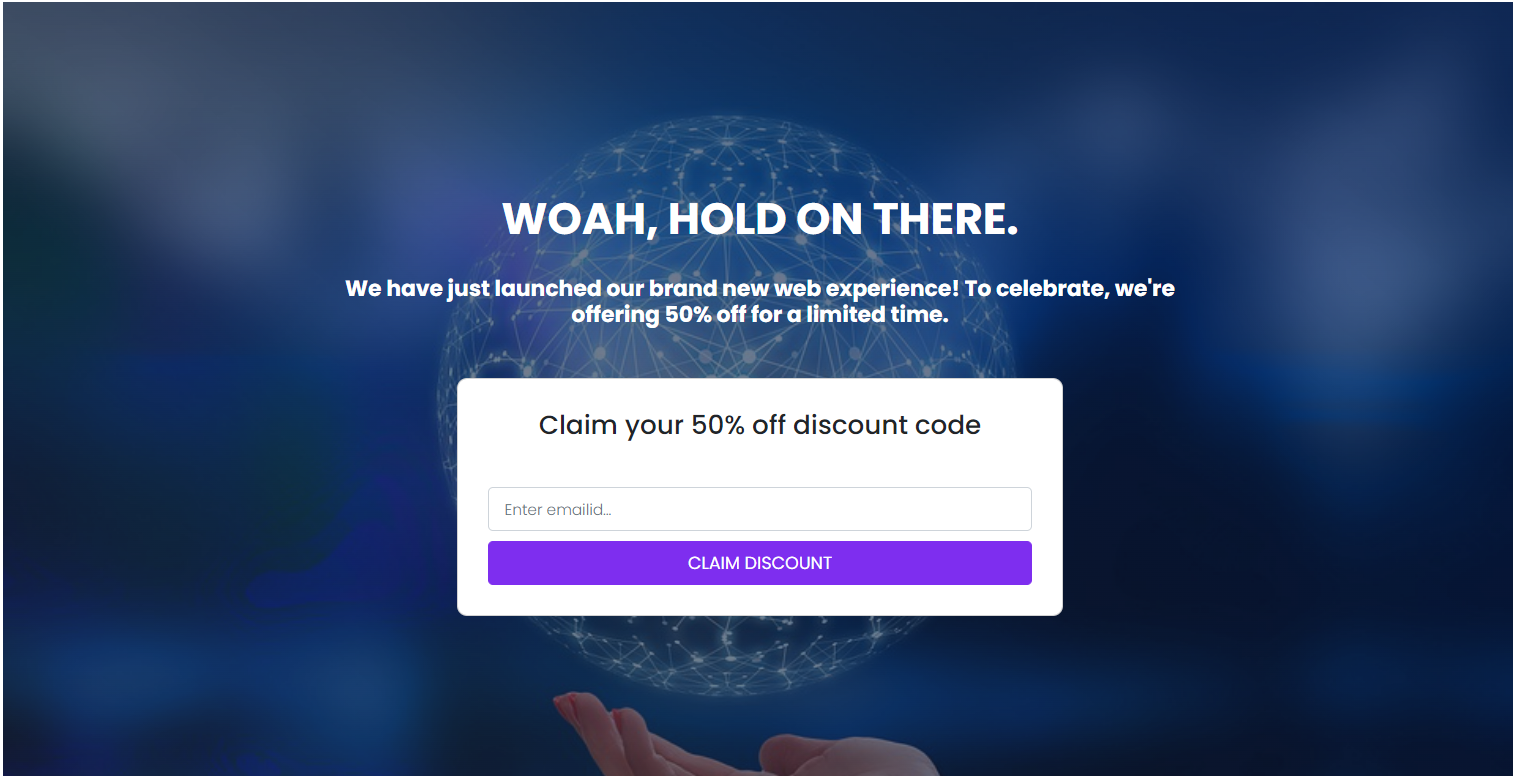 WOAH, HOLD ON THERE.
We have just launched our brand new web experience! To celebrate, we're
offering 50% off for a limited time.
Claim your 50% off discount code
Enter emailid...
CLAIM DISCOUNT